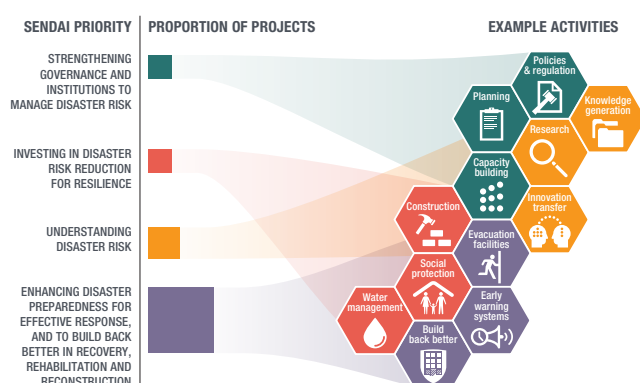 SENDAI PRIORITY
PROPORTION OF PROJECTS
EXAMPLE ACTIVITIES
STRENGTHENING
GOVERNANCE AND
INSTITUTIONS TO
MANAGE DISASTER RISK
INVESTING IN DISASTER
RISK REDUCTION
FOR RESILIENCE
UNDERSTANDING
DISASTER RISK
ENHANCING DISASTER
PREPAREDNESS FOR
EFFECTIVE RESPONSE,
AND TO BUILD BACK
BETTER IN RECOVERY,
REHABILITATION AND
RECONSTRUCTION
Policies
& regulation
Planning
Knowledge
generation
Research
Capacity
building
Innovation
transfer
Construction
Evacuation
facilities
Social
protection
Water
management
Early
warning
systems
Build
back better